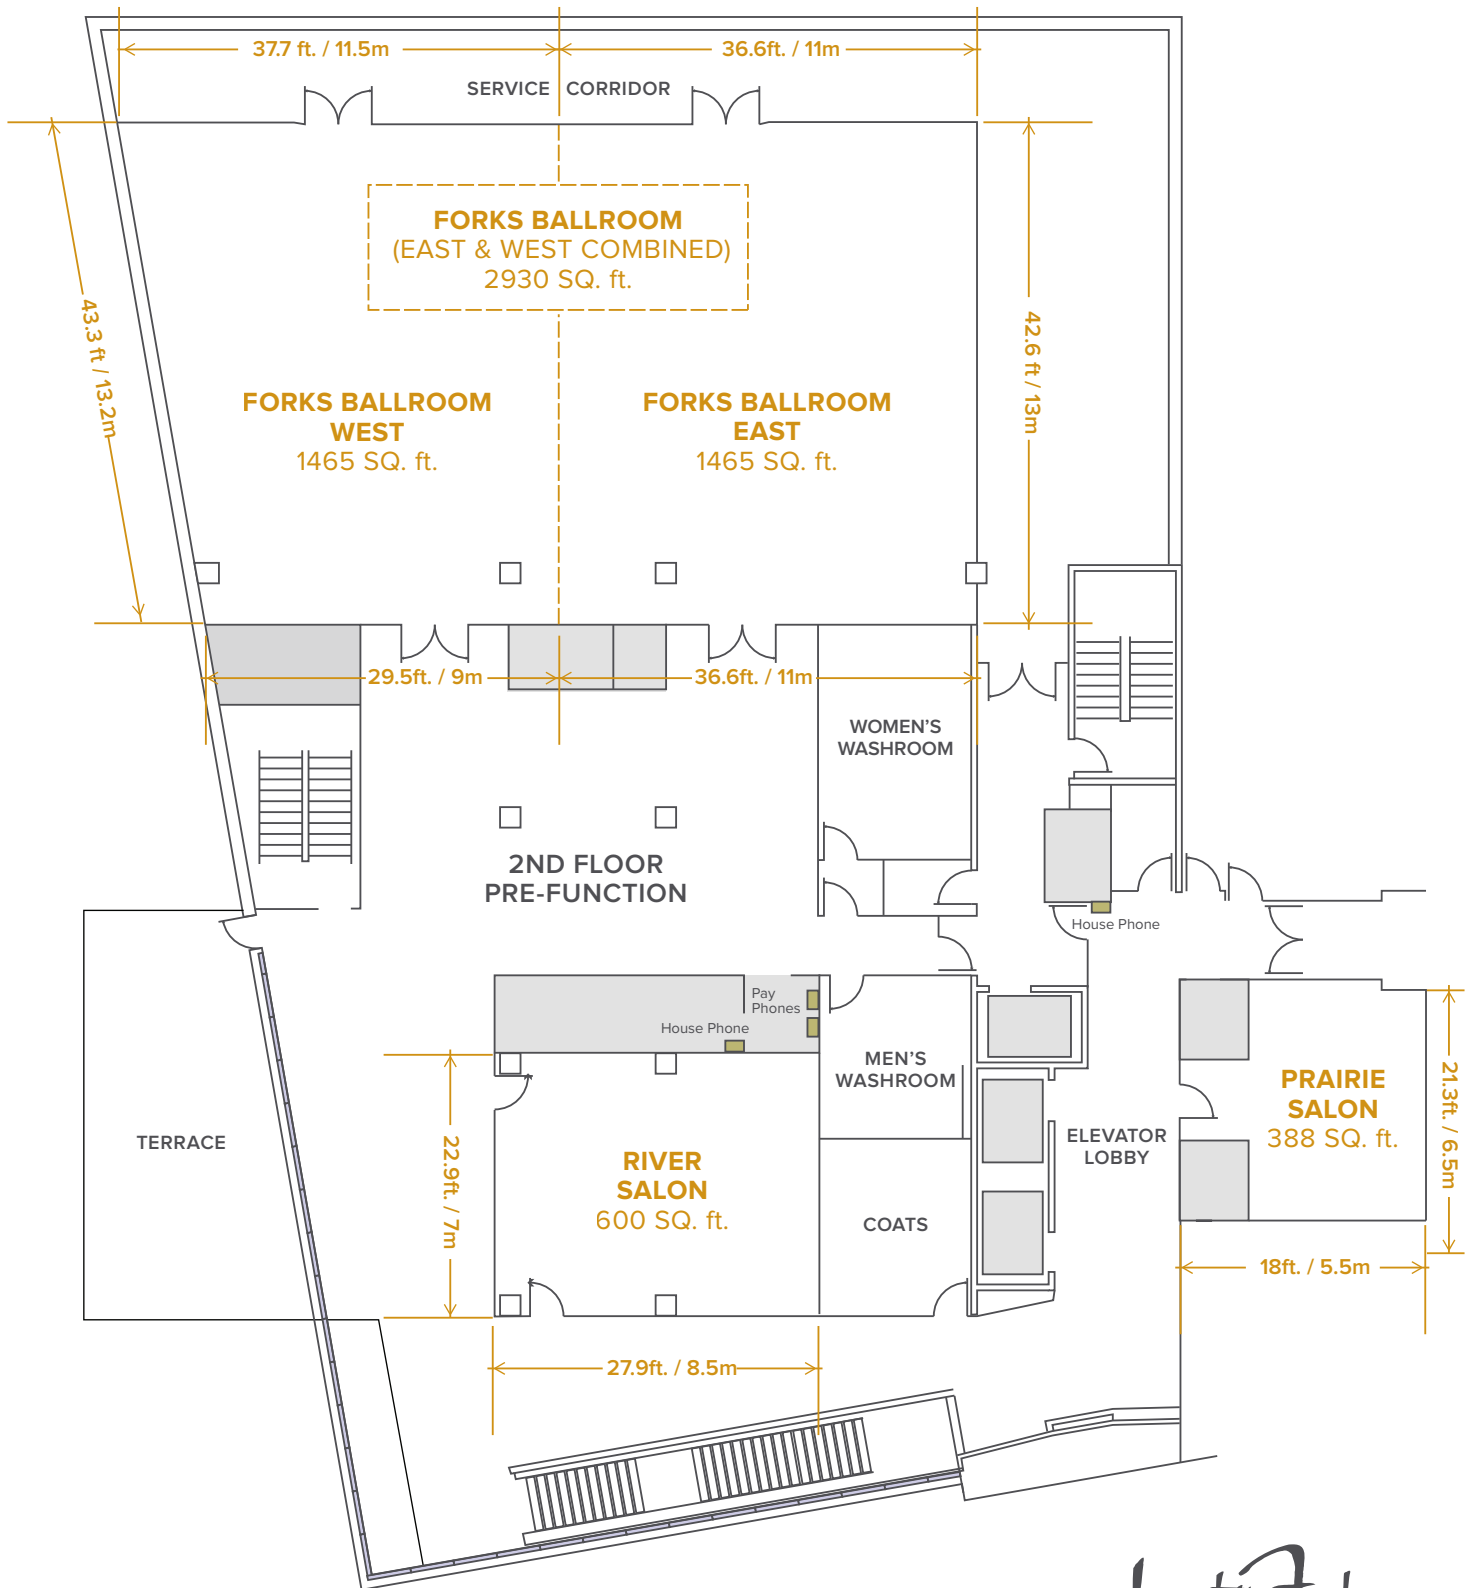 37.7 ft. / 11.5m
36.6ft. / 11m
SERVICE CORRIDOR
FORKS BALLROOM
(EAST & WEST COMBINED)
2930 SQ. ft.
43.3 ft / 13.2m
42.6 ft / 13m
FORKS BALLROOM
WEST
1465 SQ. ft.
FORKS BALLROOM
EAST
1465 SQ. ft.
29.5ft. / 9m
36.6ft. / 11m
WOMEN'S
WASHROOM
2ND FLOOR
PRE-FUNCTION
House Phone
Pay
Phones
House Phone
MEN'S
WASHROOM
TERRACE
ELEVATOR
LOBBY
PRAIRIE
SALON
388 SQ. ft.
21.3ft. / 6.5m
22.9ft. / 7m
RIVER
SALON
600 SQ. ft.
COATS
18ft. / 5.5m
27.9ft. / 8.5m